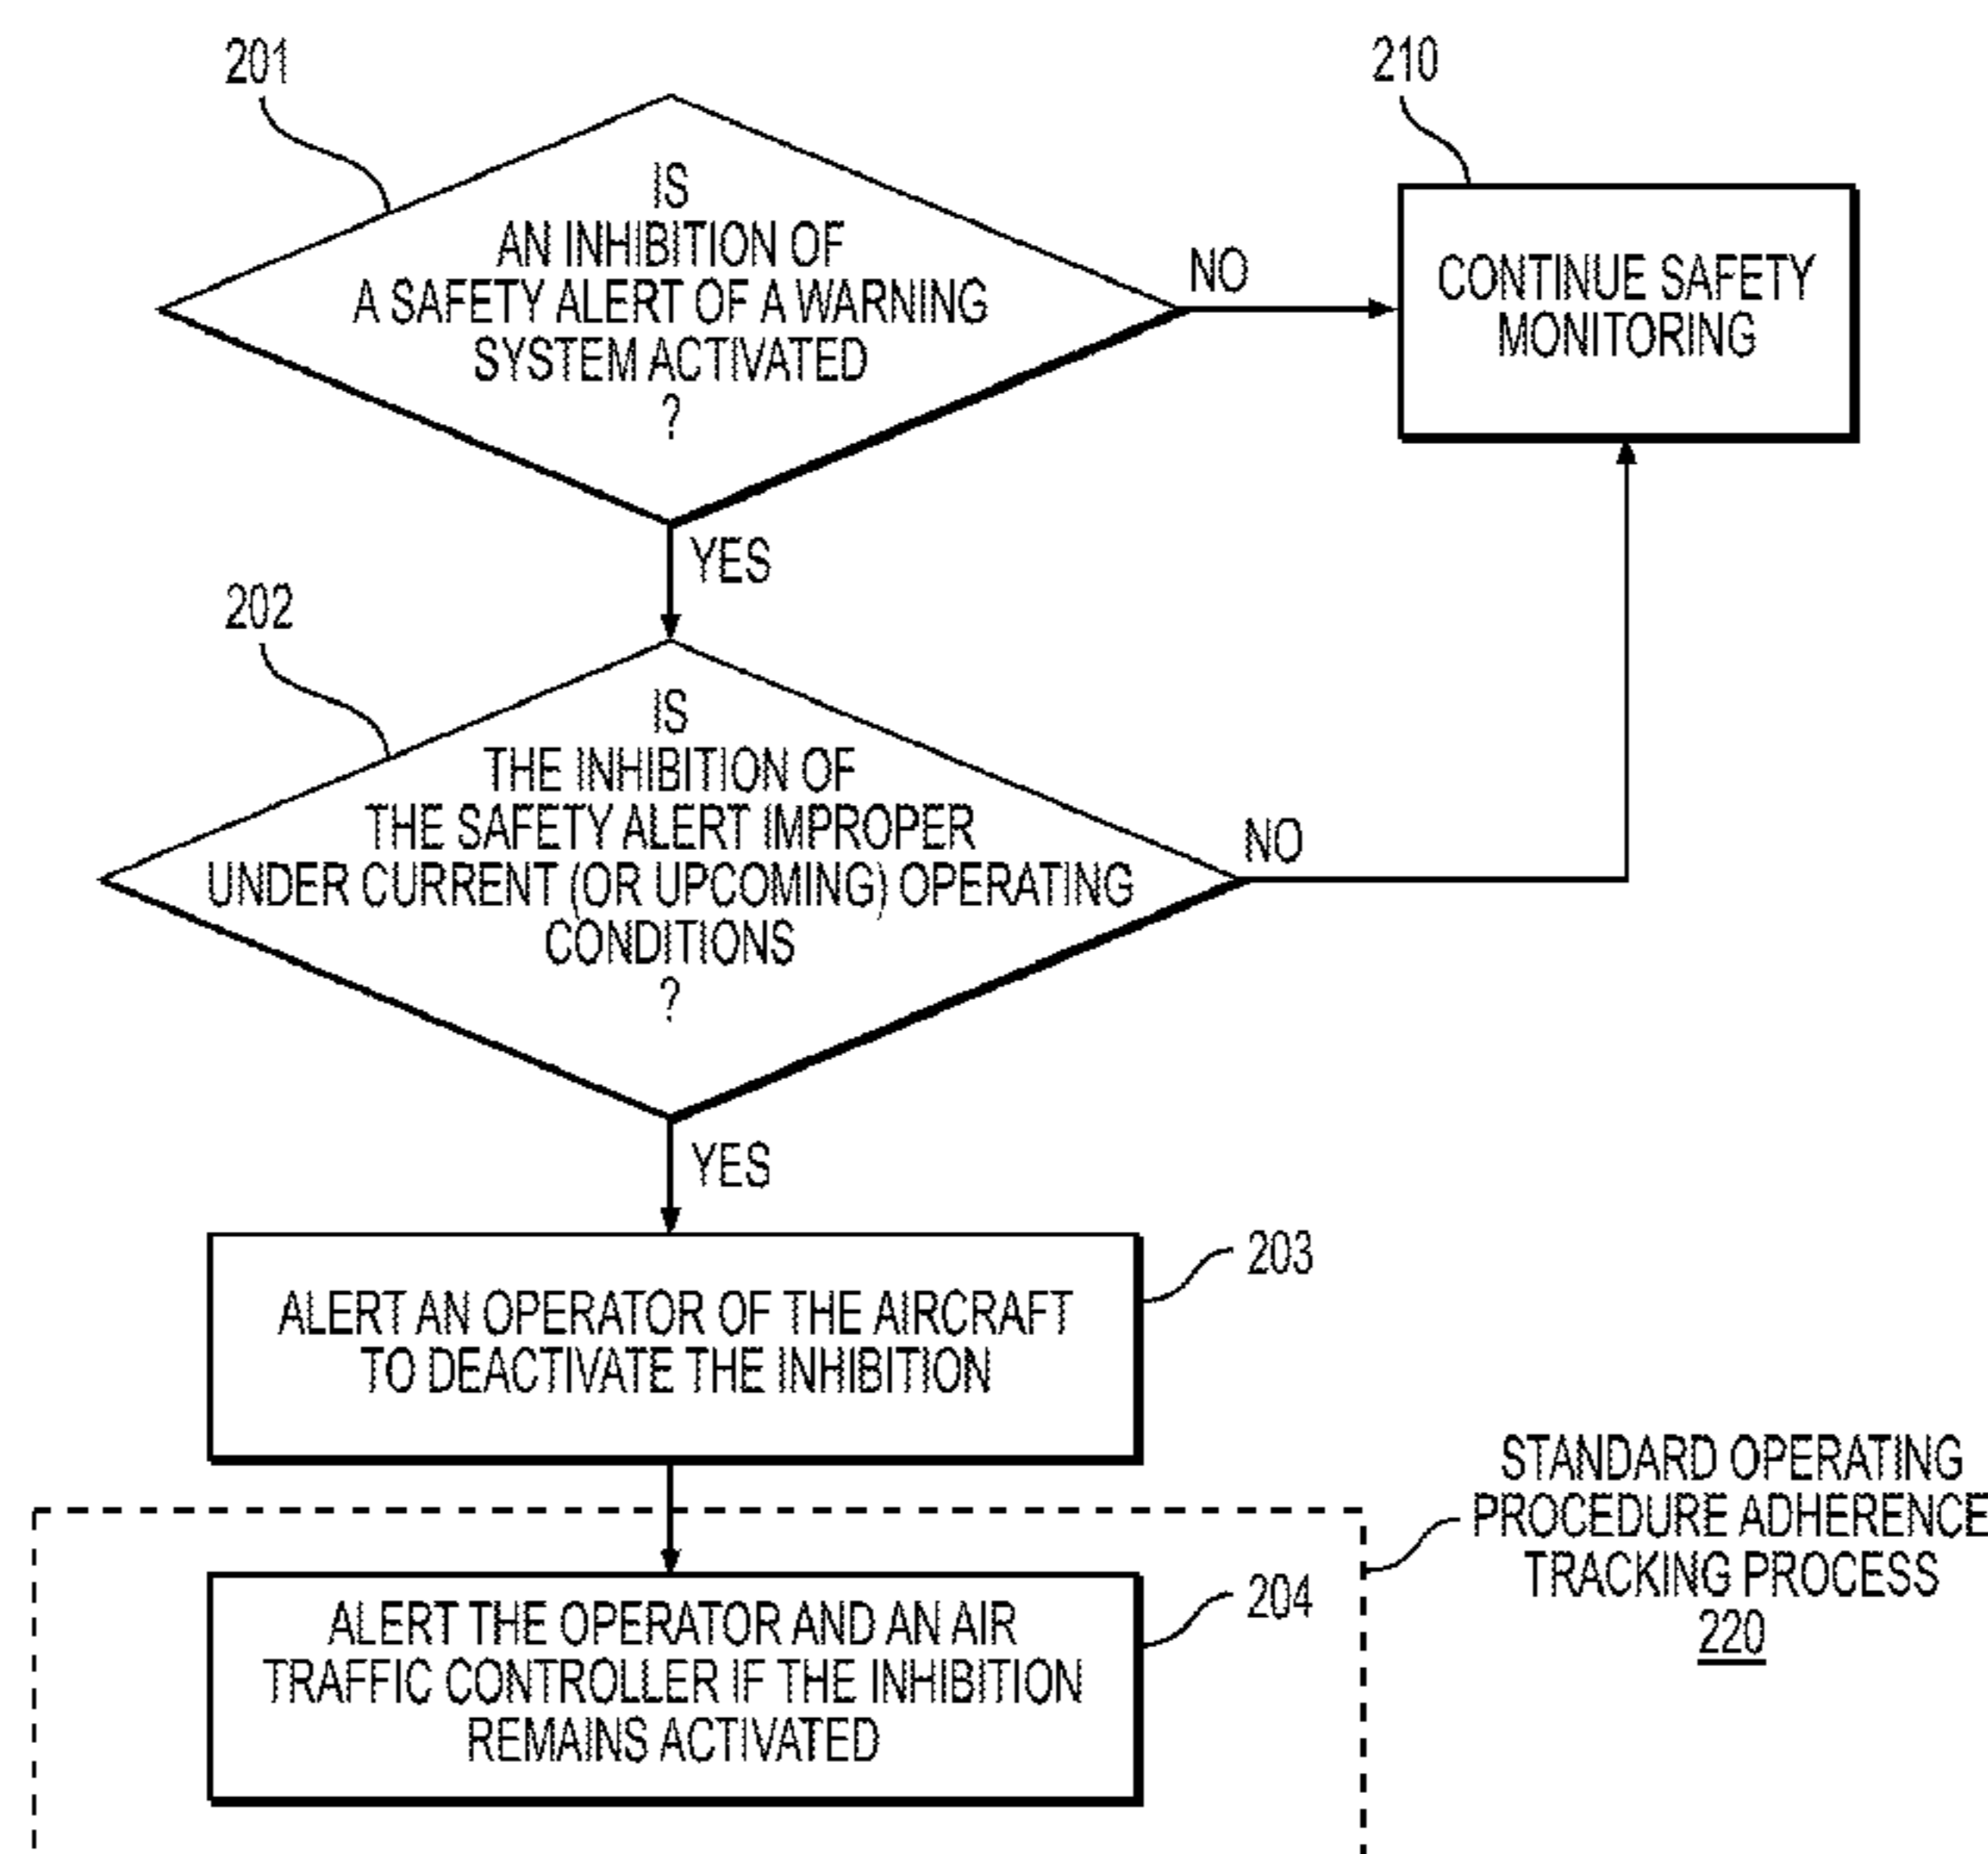 201
IS
AN INHIBITION OF
A SAFETY ALERT OF A WARNING
SYSTEM ACTIVATED
?
NO
210
CONTINUE SAFETY
MONITORING
YES
202
IS
THE INHIBITION OF
THE SAFETY ALERT IMPROPER
UNDER CURRENT (OR UPCOMING) OPERATING
CONDITIONS
?
NO
YES
203
ALERT AN OPERATOR OF THE AIRCRAFT
TO DEACTIVATE THE INHIBITION
STANDARD OPERATING
PROCEDURE ADHERENCE
TRACKING PROCESS
220
204
ALERT THE OPERATOR AND AN AIR
TRAFFIC CONTROLLER IF THE INHIBITION
REMAINS ACTIVATED